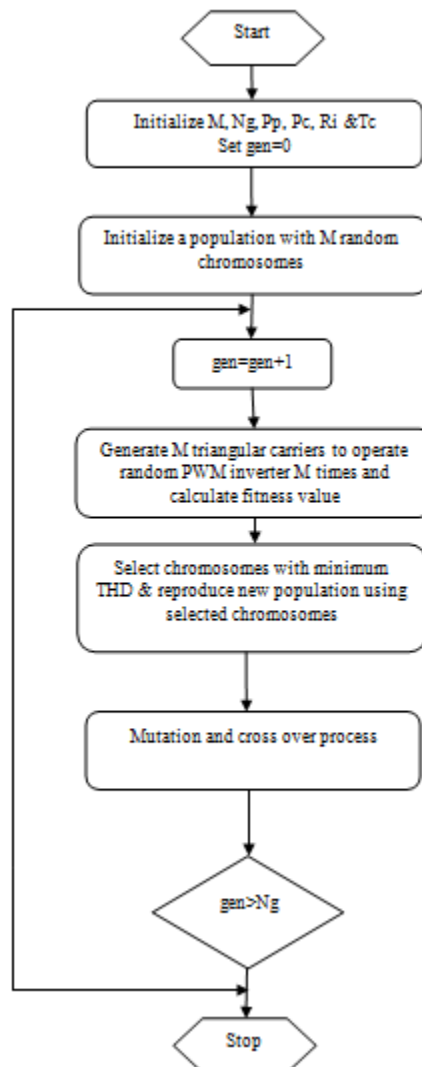 Start
Initialize M, Ng, Pp, Pc, Ri &Tc
Set gen=0
Initialize a population with M random
chromosomes
gen=gen+1
Generate M triangular carriers to operate
random PWM inverter M times and
calculate fitness value
Select chromosomes with minimum
THD & reproduce new population using
selected chromosomes
Mutation and cross over process
gen>Ng
Stop